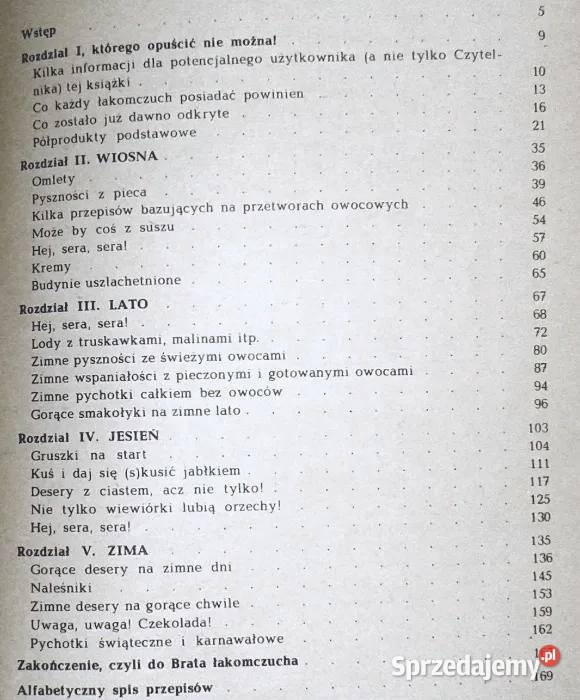 Wstęp 5
Rozdział I, którego opuścić nie można! 9
Kilka informacji dla potencjalnego użytkownika (a nie tylko Czytel-
nika) tej książki 10
Co każdy łakomczuch posiadać powinien 13
Co zostało już dawno odkryte 16
Półprodukty podstawowe 21
Rozdział II. WIOSNA 35
Omlety 36
Pyszności z pieca 39
Kilka przepisów bazujących na przetworach owocowych 46
Może by coś z suszu 54
Hej, sera, sera! 57
Kremy 60
Budynie uszlachetnione 65
Rozdział III. LATO 67
Hej, sera, sera! 68
Lody z truskawkami, malinami itp. 72
Zimne pyszności ze świeżymi owocami 80
Zimne wspaniałości z pieczonymi i gotowanymi owocami 87
Zimne pychotki całkiem bez owoców 94
Gorące smakołyki na zimne lato 96
Rozdział IV. JESIEŃ 103
Gruszki na start 104
Kuś i daj się (s)kusić jabłkiem 111
Desery z ciastem, acz nie tylko! 117
Nie tylko wiewiórki lubią orzechy! 125
Hej, sera, sera! 130
Rozdział V. ZIMA 135
Gorące desery na zimne dni 136
Naleśniki 145
Zimne desery na gorące chwile 153
Uwaga, uwaga! Czekolada! 159
Pychotki świąteczne i karnawałowe 162
Zakończenie, czyli do Brata łakomczucha
Alfabetyczny spis przepisów 169
Sprzedajemy.pl